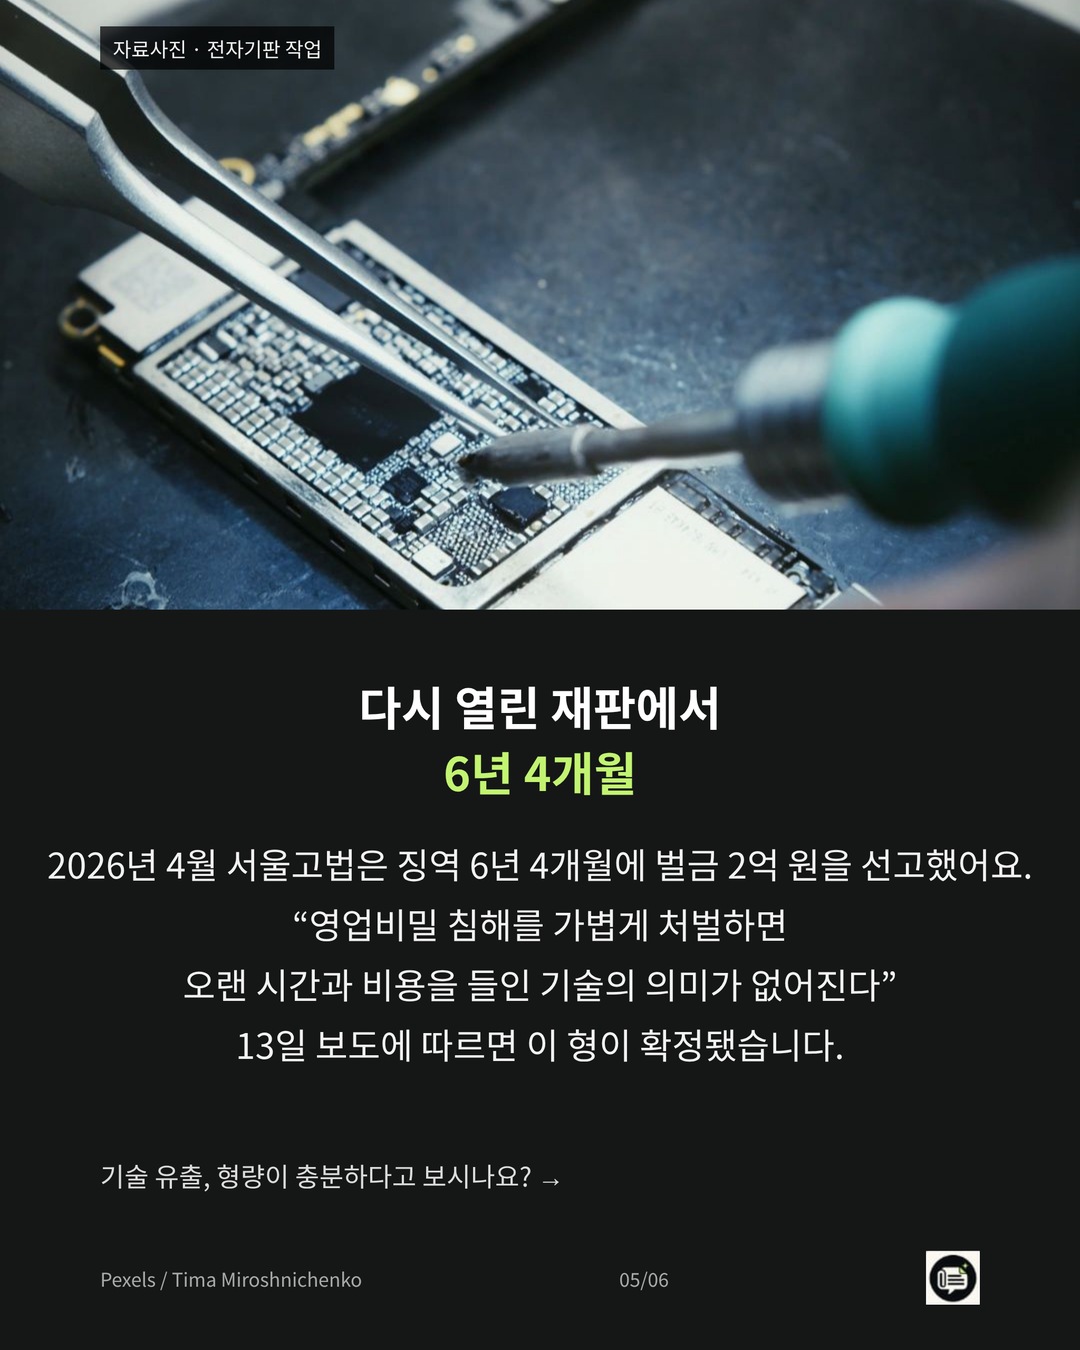 자료사진 · 전자기판 작업
다시 열린 재판에서
6년 4개월
2026년 4월 서울고법은 징역 6년 4개월에 벌금 2억 원을 선고했어요.
“영업비밀 침해를 가볍게 처벌하면
오랜 시간과 비용을 들인 기술의 의미가 없어진다”
13일 보도에 따르면 이 형이 확정됐습니다.
기술 유출, 형량이 충분하다고 보시나요? →
Pexels / Tima Miroshnichenko
05/06